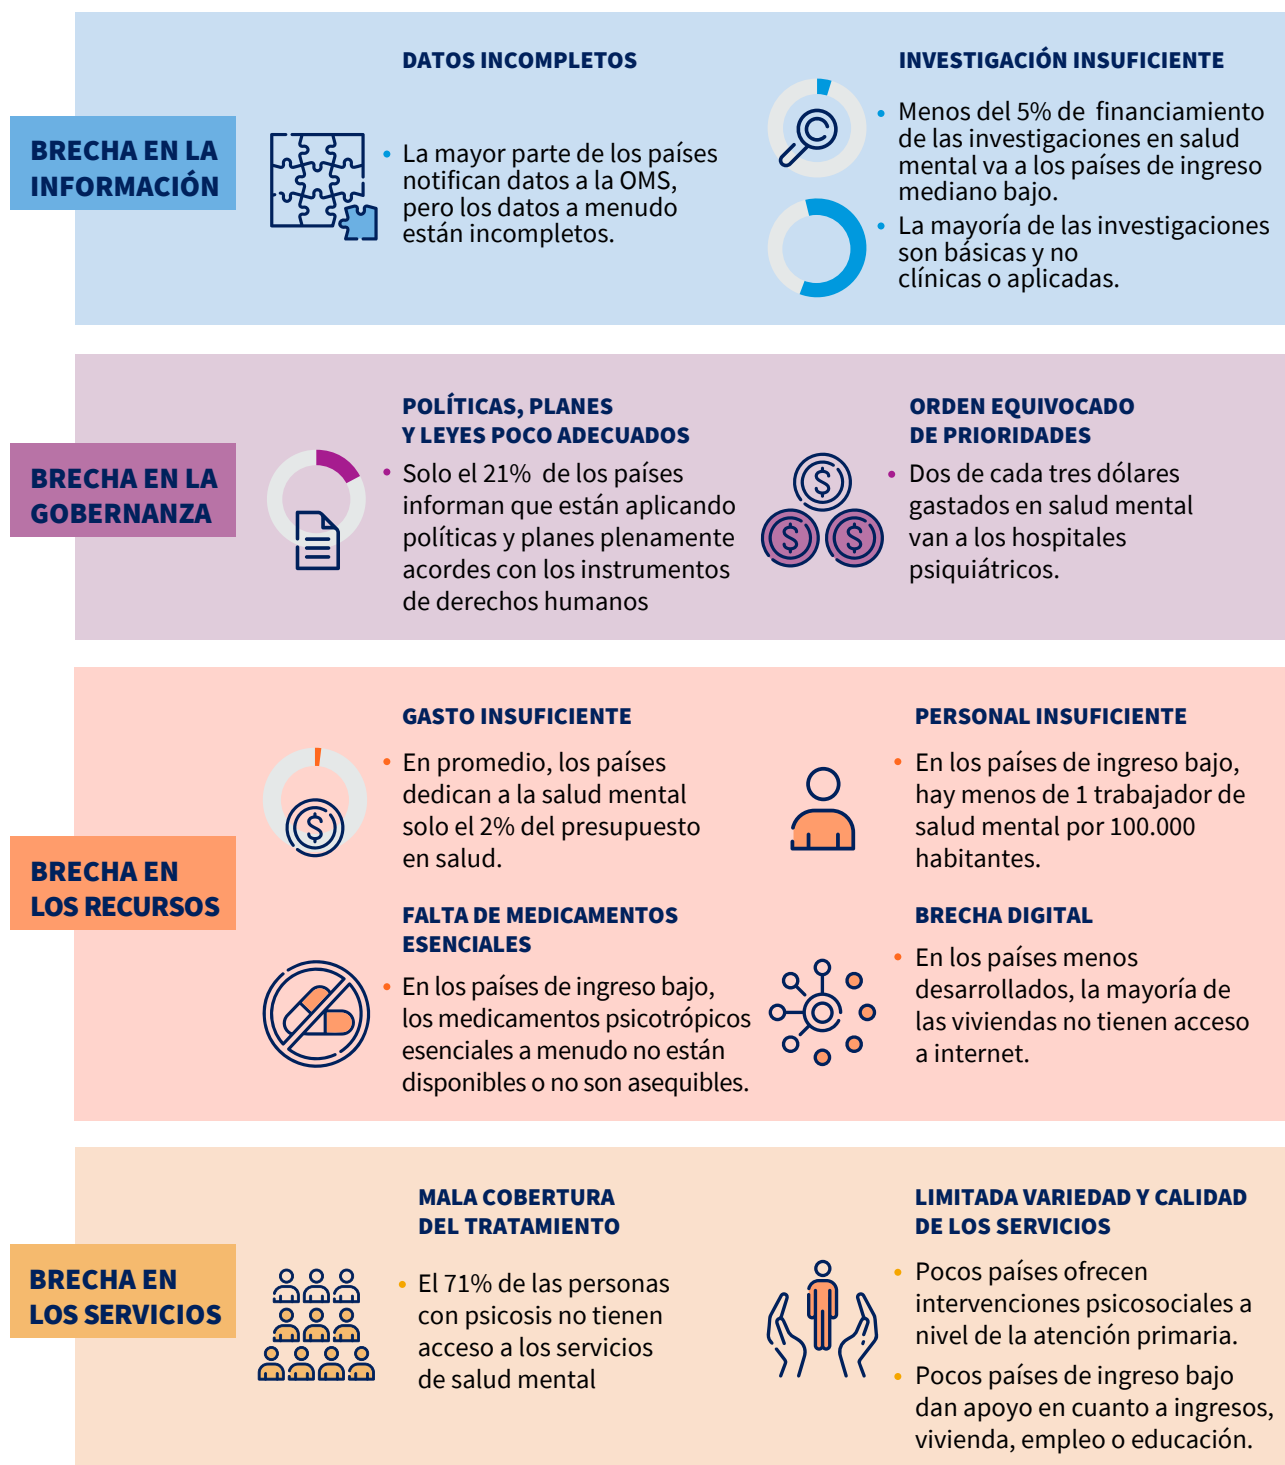 BRECHA EN LA
INFORMACIÓN
DATOS INCOMPLETOS
• La mayor parte de los países
notifican datos a la OMS,
pero los datos a menudo
están incompletos.
INVESTIGACIÓN INSUFICIENTE
• Menos del 5% de financiamiento
de las investigaciones en salud
mental va a los países de ingreso
mediano bajo.
• La mayoría de las investigaciones
son básicas y no
clínicas o aplicadas.
BRECHA EN LA
GOBERNANZA
POLÍTICAS, PLANES
Y LEYES POCO ADECUADOS
• Solo el 21% de los países
informan que están aplicando
políticas y planes plenamente
acordes con los instrumentos
de derechos humanos
ORDEN EQUIVOCADO
DE PRIORIDADES
$
$ $
• Dos de cada tres dólares
gastados en salud mental
van a los hospitales
psiquiátricos.
BRECHA EN
LOS RECURSOS
GASTO INSUFICIENTE
$
• En promedio, los países
dedican a la salud mental
solo el 2% del presupuesto
en salud.
PERSONAL INSUFICIENTE
• En los países de ingreso bajo,
hay menos de 1 trabajador de
salud mental por 100.000
habitantes.
FALTA DE MEDICAMENTOS
ESENCIALES
• En los países de ingreso bajo,
los medicamentos psicotrópicos
esenciales a menudo no están
disponibles o no son asequibles.
BRECHA DIGITAL
• En los países menos
desarrollados, la mayoría de
las viviendas no tienen acceso
a internet.
BRECHA EN
LOS SERVICIOS
MALA COBERTURA
DEL TRATAMIENTO
• El 71% de las personas
con psicosis no tienen
acceso a los servicios
de salud mental
LIMITADA VARIEDAD Y CALIDAD
DE LOS SERVICIOS
• Pocos países ofrecen
intervenciones psicosociales a
nivel de la atención primaria.
• Pocos países de ingreso bajo
dan apoyo en cuanto a ingresos,
vivienda, empleo o educación.